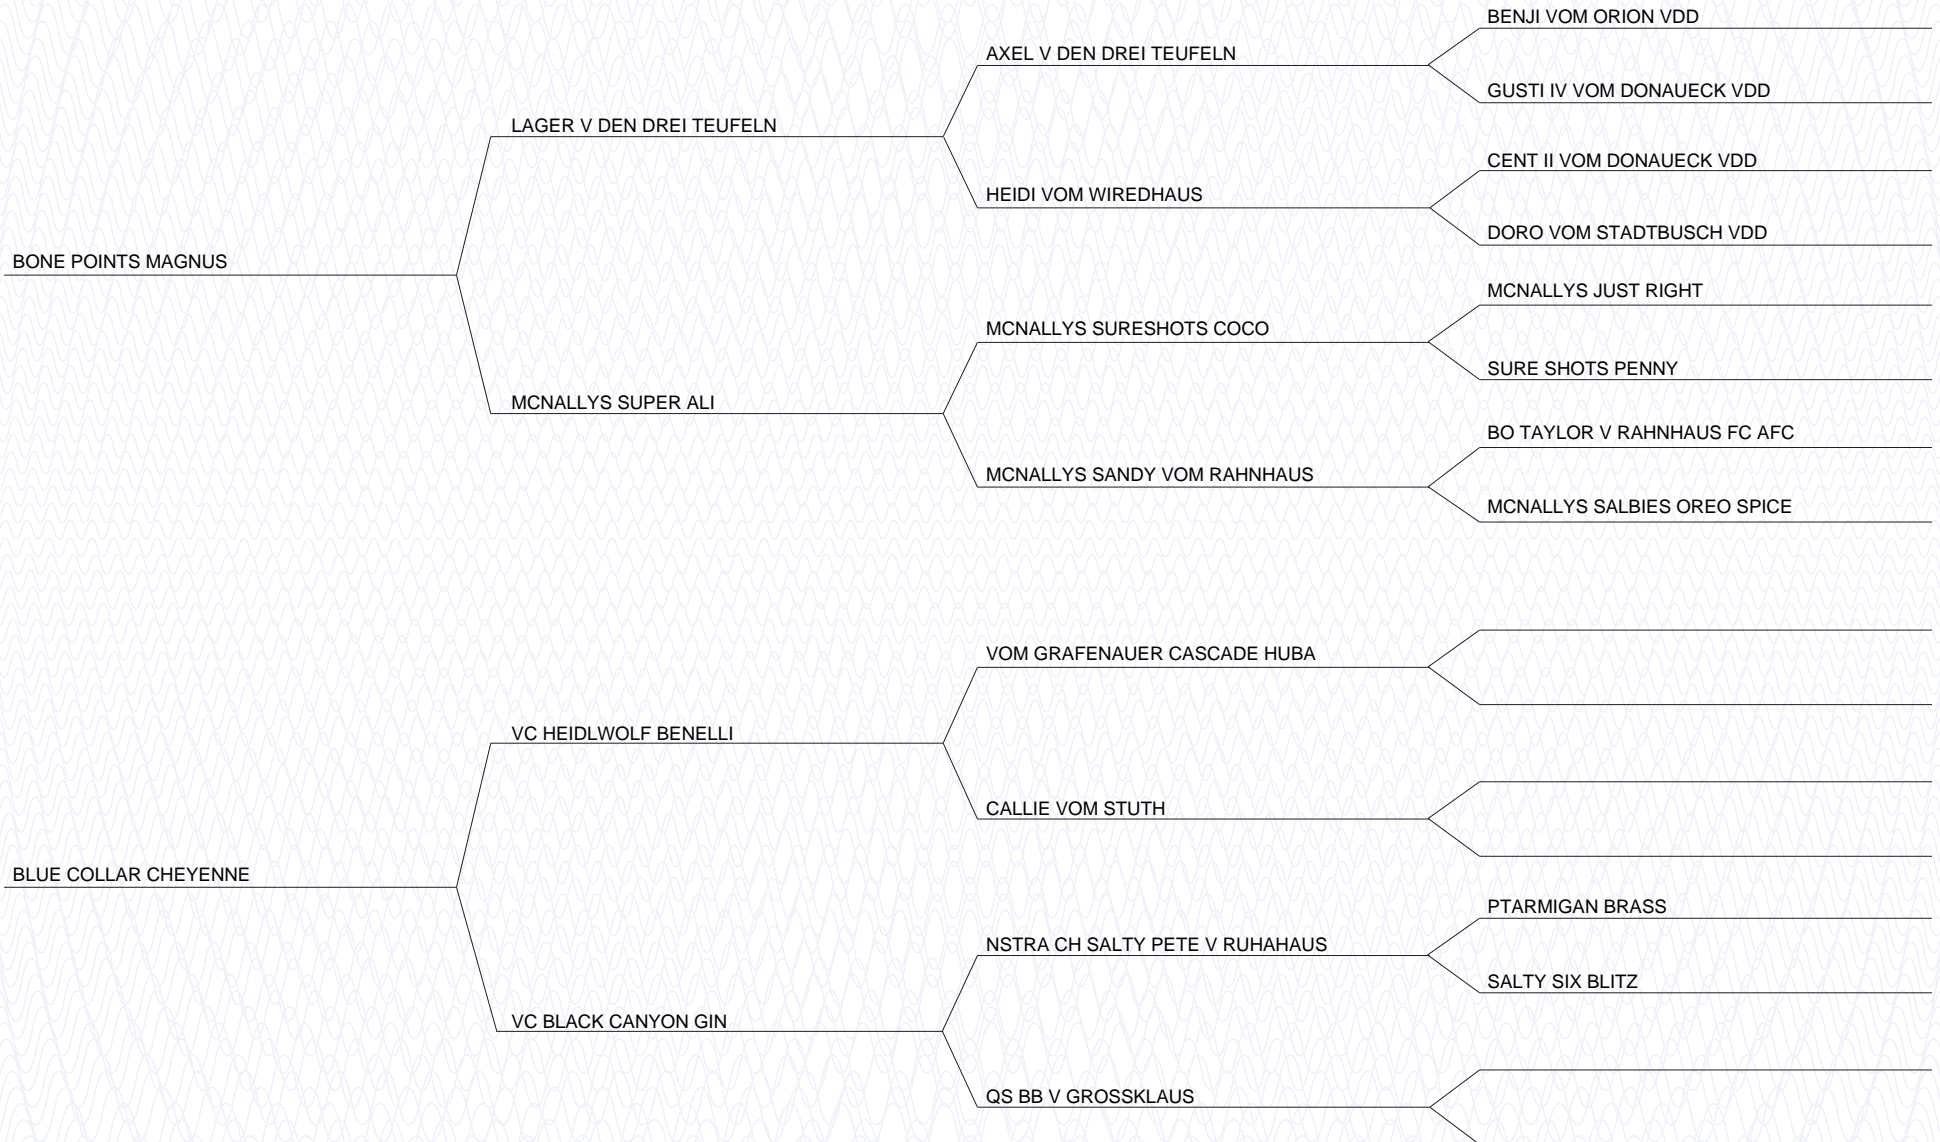 BENJI VOM ORION VDD
AXEL V DEN DREI TEUFELN
GUSTI IV VOM DONAUECK VDD
LAGER V DEN DREI TEUFELN
CENT II VOM DONAUECK VDD
HEIDI VOM WIREDHAUS
DORO VOM STADTBUSCH VDD
BONE POINTS MAGNUS
MCNALLYS JUST RIGHT
MCNALLYS SURESHOTS COCO
SURE SHOTS PENNY
MCNALLYS SUPER ALI
BO TAYLOR V RAHNHAUS FC AFC
MCNALLYS SANDY VOM RAHNHAUS
MCNALLYS SALBIES OREO SPICE
VOM GRAFENAUER CASCADE HUBA
VC HEIDLWOLF BENELLI
CALLIE VOM STUTH
BLUE COLLAR CHEYENNE
PTARMIGAN BRASS
NSTRA CH SALTY PETE V RUHAHAUS
SALTY SIX BLITZ
VC BLACK CANYON GIN
QS BB V GROSSKLAUS